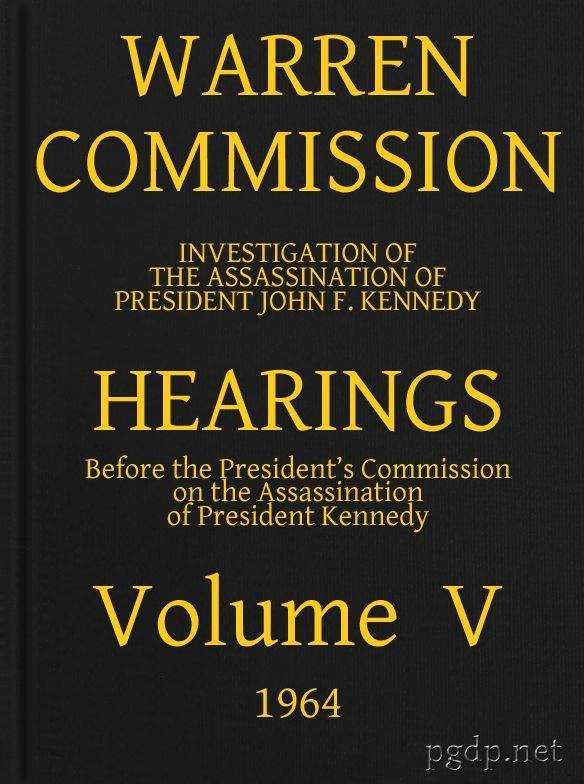 WARREN
COMMISSION
INVESTIGATION OF
THE ASSASSINATION OF
PRESIDENT JOHN F. KENNEDY
HEARINGS
Before the President’s Commission
on the Assassination
of President Kennedy
Volume V
1964
pgdp.net